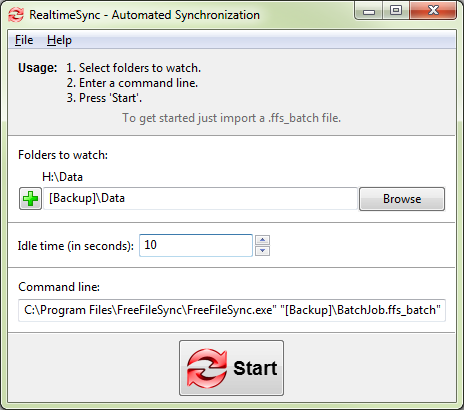 RealtimeSync - Automated Synchronization
File Help
Usage: 1. Select folders to watch.
2. Enter a command line.
3. Press 'Start'.
To get started just import a .ffs_batch file.
Folders to watch:
H:\Data
[Backup]\Data Browse
Idle time (in seconds): 10
Command line:
C:\Program Files\FreeFileSync\FreeFileSync.exe" "[Backup]\BatchJob.ffs_batch"
Start